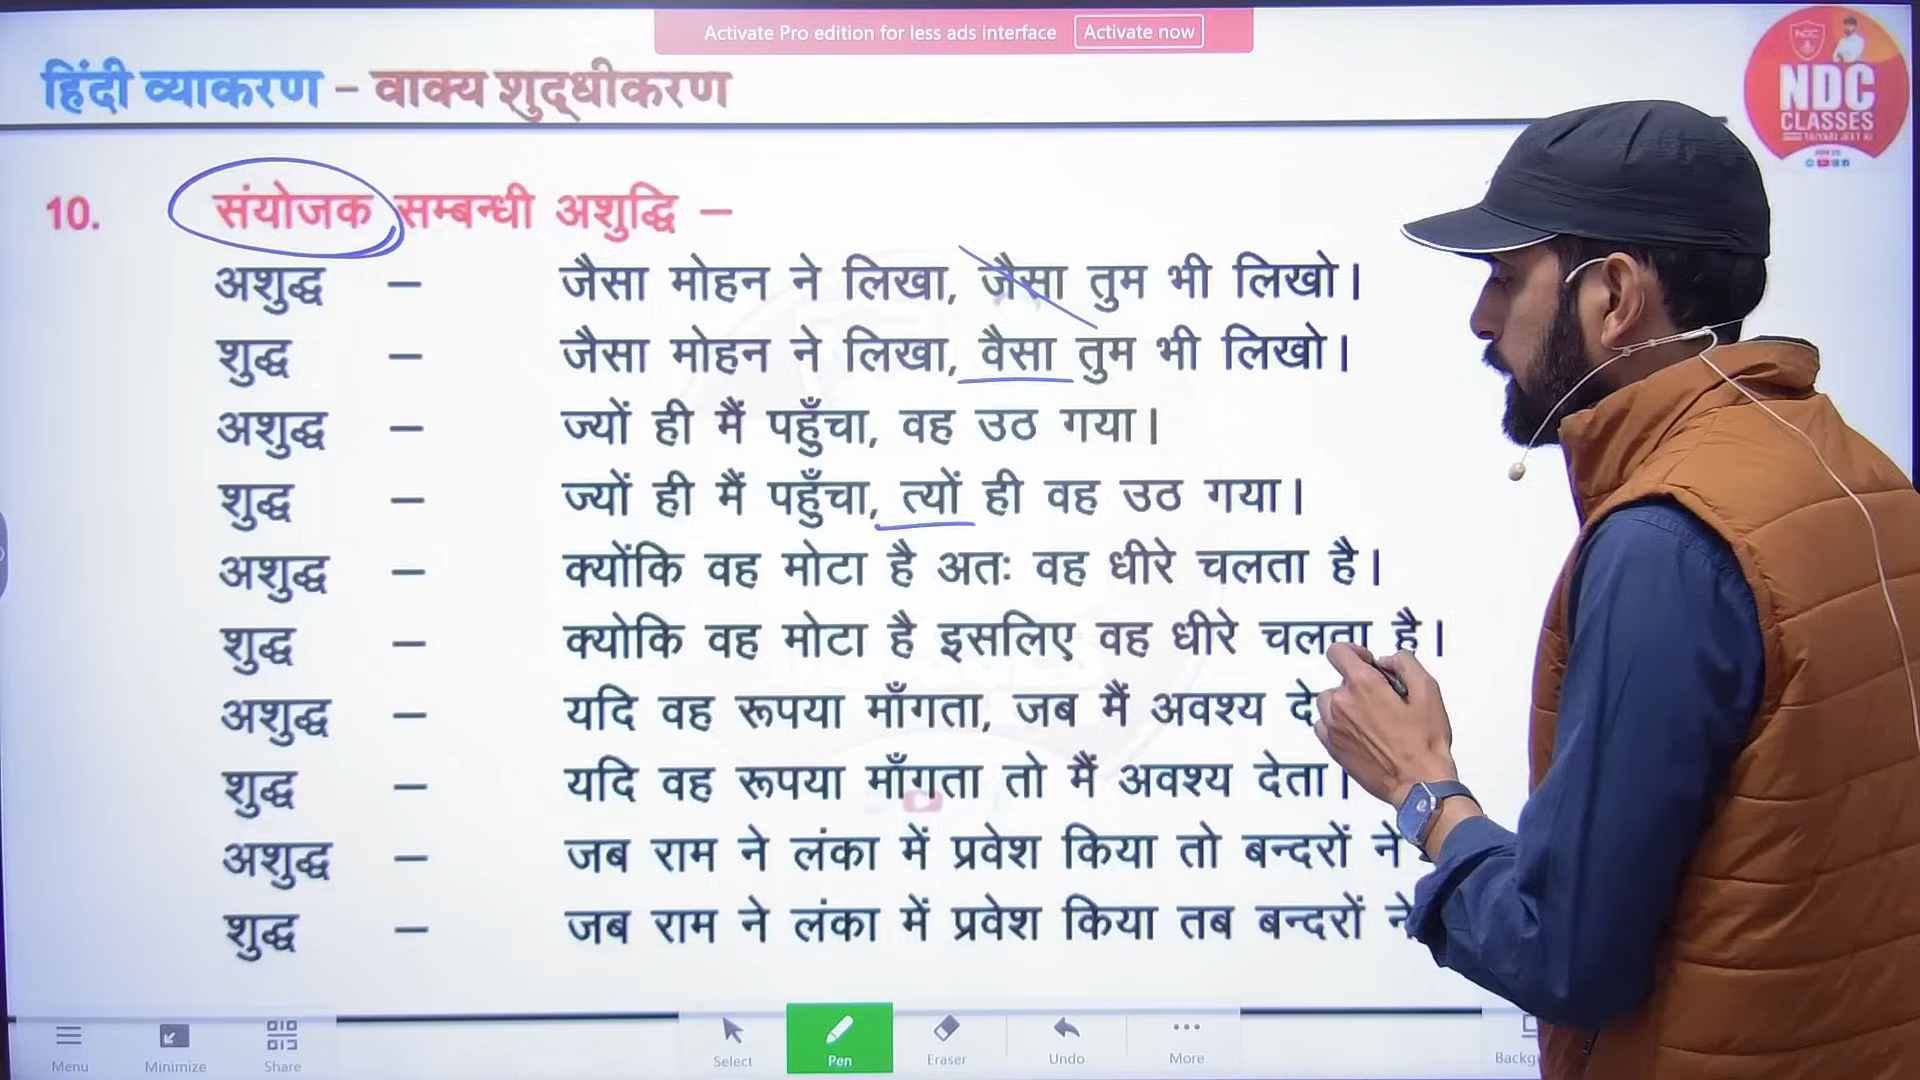 Activate Pro edition for less ads interface Activate now
हिंदी व्याकरण – वाक्य शुद्धीकरण
NDC
CLASSES
10. संयोजक सम्बन्धी अशुद्धि –
अशुद्ध – जैसा मोहन ने लिखा, जैसा तुम भी लिखो।
शुद्ध – जैसा मोहन ने लिखा, वैसा तुम भी लिखो।
अशुद्ध – ज्यों ही मैं पहुँचा, वह उठ गया।
शुद्ध – ज्यों ही मैं पहुँचा, त्यों ही वह उठ गया।
अशुद्ध – क्योंकि वह मोटा है अतः वह धीरे चलता है।
शुद्ध – क्योकि वह मोटा है इसलिए वह धीरे चलता है।
अशुद्ध – यदि वह रूपया माँगता, जब मैं अवश्य दे
शुद्ध – यदि वह रूपया माँगता तो मैं अवश्य देता।
अशुद्ध – जब राम ने लंका में प्रवेश किया तो बन्दरों ने
शुद्ध – जब राम ने लंका में प्रवेश किया तब बन्दरों ने
Menu Minimize Share Select Pen Eraser Undo More